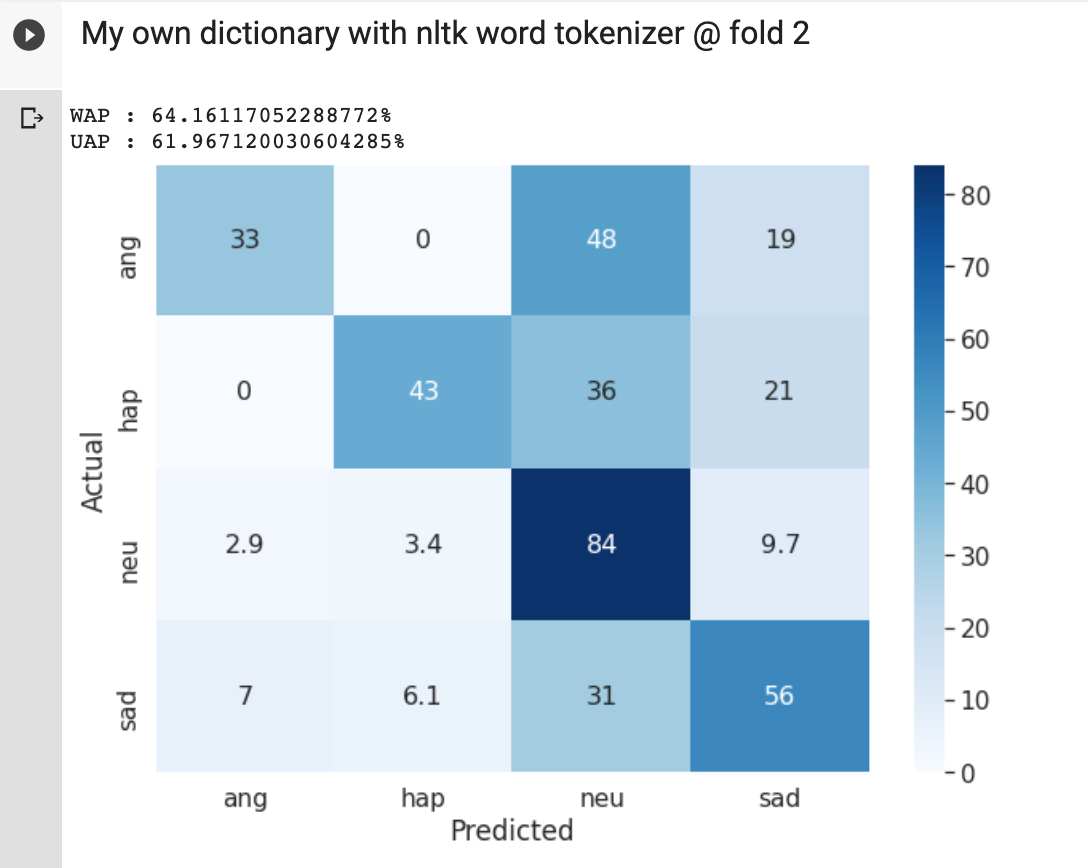 My own dictionary with nltk word tokenizer @ fold 2
WAP : 64.16117052288772%
UAP : 61.967120030604285%
ang 33 0 48 19
hap 0 43 36 21
neu 2.9 3.4 84 9.7
sad 7 6.1 31 56
Actual
ang hap neu sad
Predicted
80
70
60
50
40
30
20
10
0